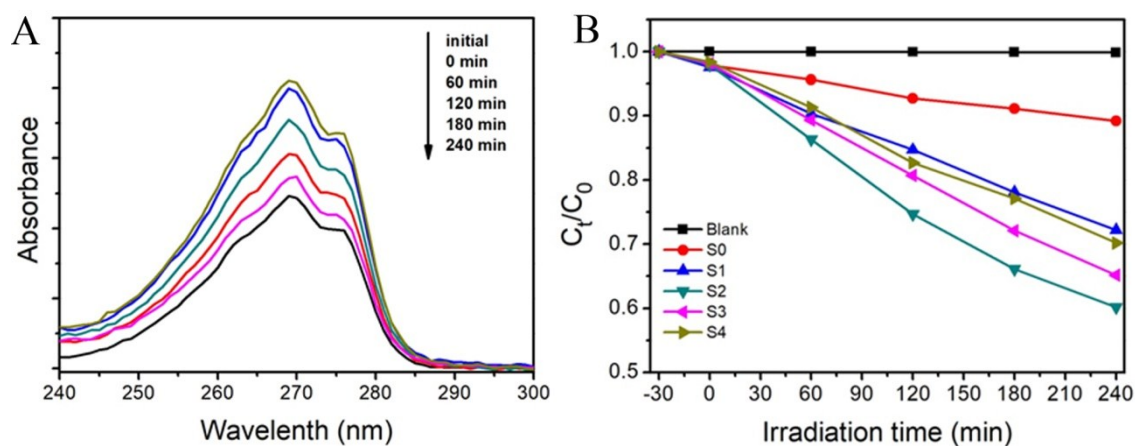 A
initial
0 min
60 min
120 min
180 min
240 min
Absorbance
240 250 260 270 280 290 300
Wavelenth (nm)
B
1.0
0.9
0.8
0.7
0.6
0.5
Ct/C0
Blank
S0
S1
S2
S3
S4
-30 0 30 60 90 120 150 180 210 240
Irradiation time (min)